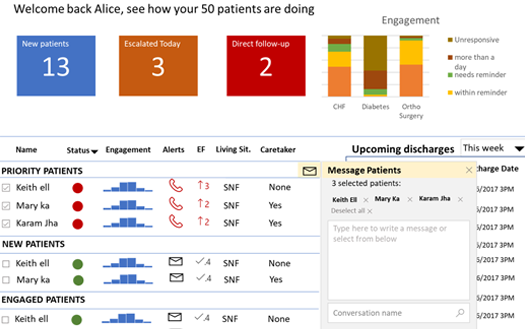 Welcome back Alice, see how your 50 patients are doing
New patients
13
Escalated Today
3
Direct follow-up
2
Engagement
CHF
Diabetes
Ortho
Surgery
Unresponsive
more than a
day
needs reminder
within reminder
Name Status Engagement Alerts EF Living Sit. Caretaker
Upcoming discharges This week
PRIORITY PATIENTS
Keith ell 3 SNF None
Mary ka 2 SNF Yes
Karam Jha 2 SNF Yes
NEW PATIENTS
Keith ell .4 SNF None
Mary ka .4 SNF Yes
ENGAGED PATIENTS
Keith ell .4 SNF None
Message Patients
3 selected patients:
Keith Ell × Mary Ka × Karam Jha ×
Deselect all ×
Type here to write a message or
select from below
Conversation name
charge Date
5/2017 3PM
5/2017 3PM
5/2017 3PM
5/2017 3PM
6/2017 3PM
6/2017 3PM
6/2017 3PM
6/2017 3PM